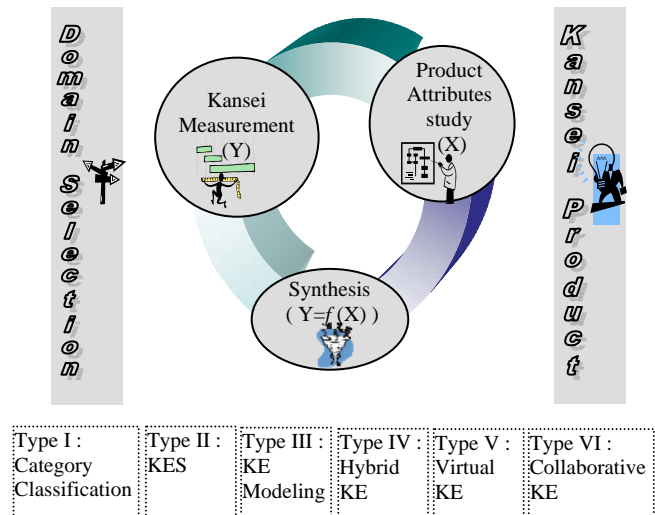 Domain Selection
Kansei
Measurement
(Y)
Product
Attributes
study
(X)
Synthesis
( Y=f (X) )
Kansei Product
Type I :
Category
Classification
Type II :
KES
Type III :
KE
Modeling
Type IV :
Hybrid
KE
Type V :
Virtual
KE
Type VI :
Collaborative
KE